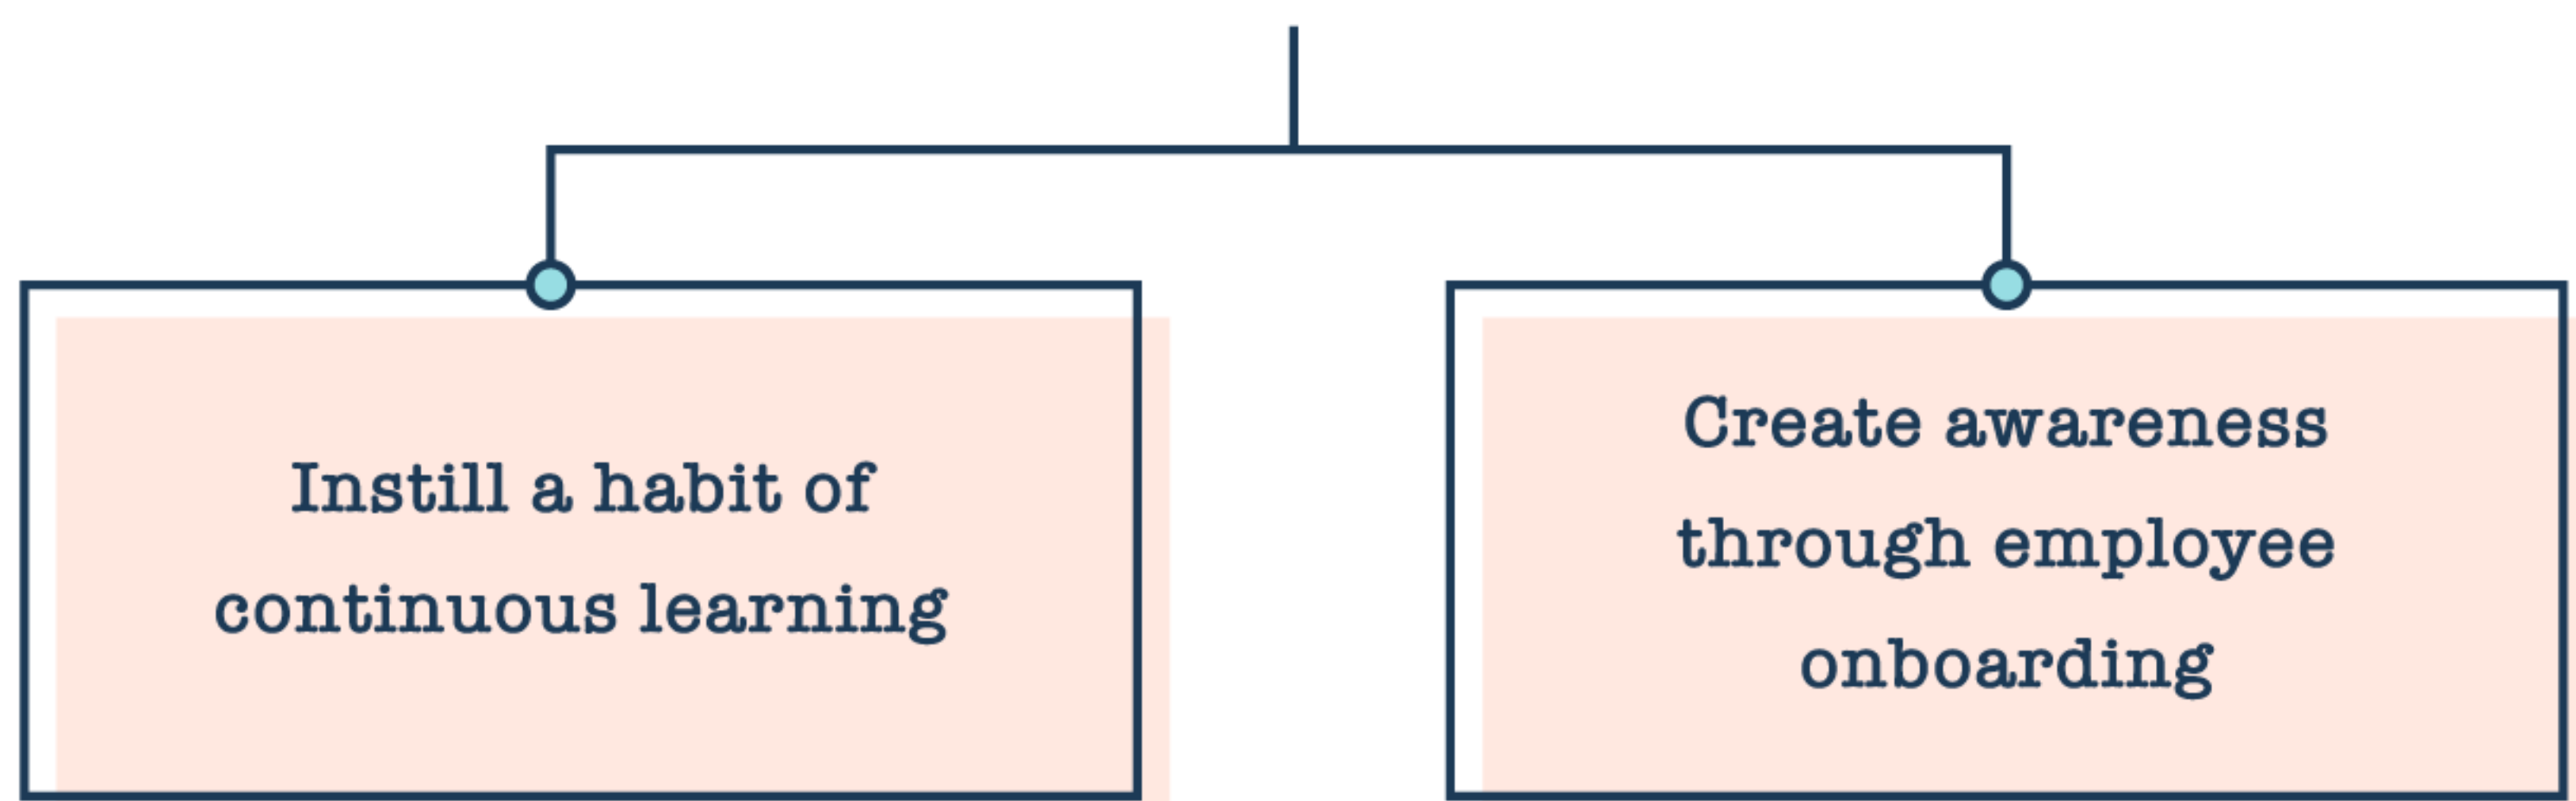 Instill a habit of
continuous learning
Create awareness
through employee
onboarding